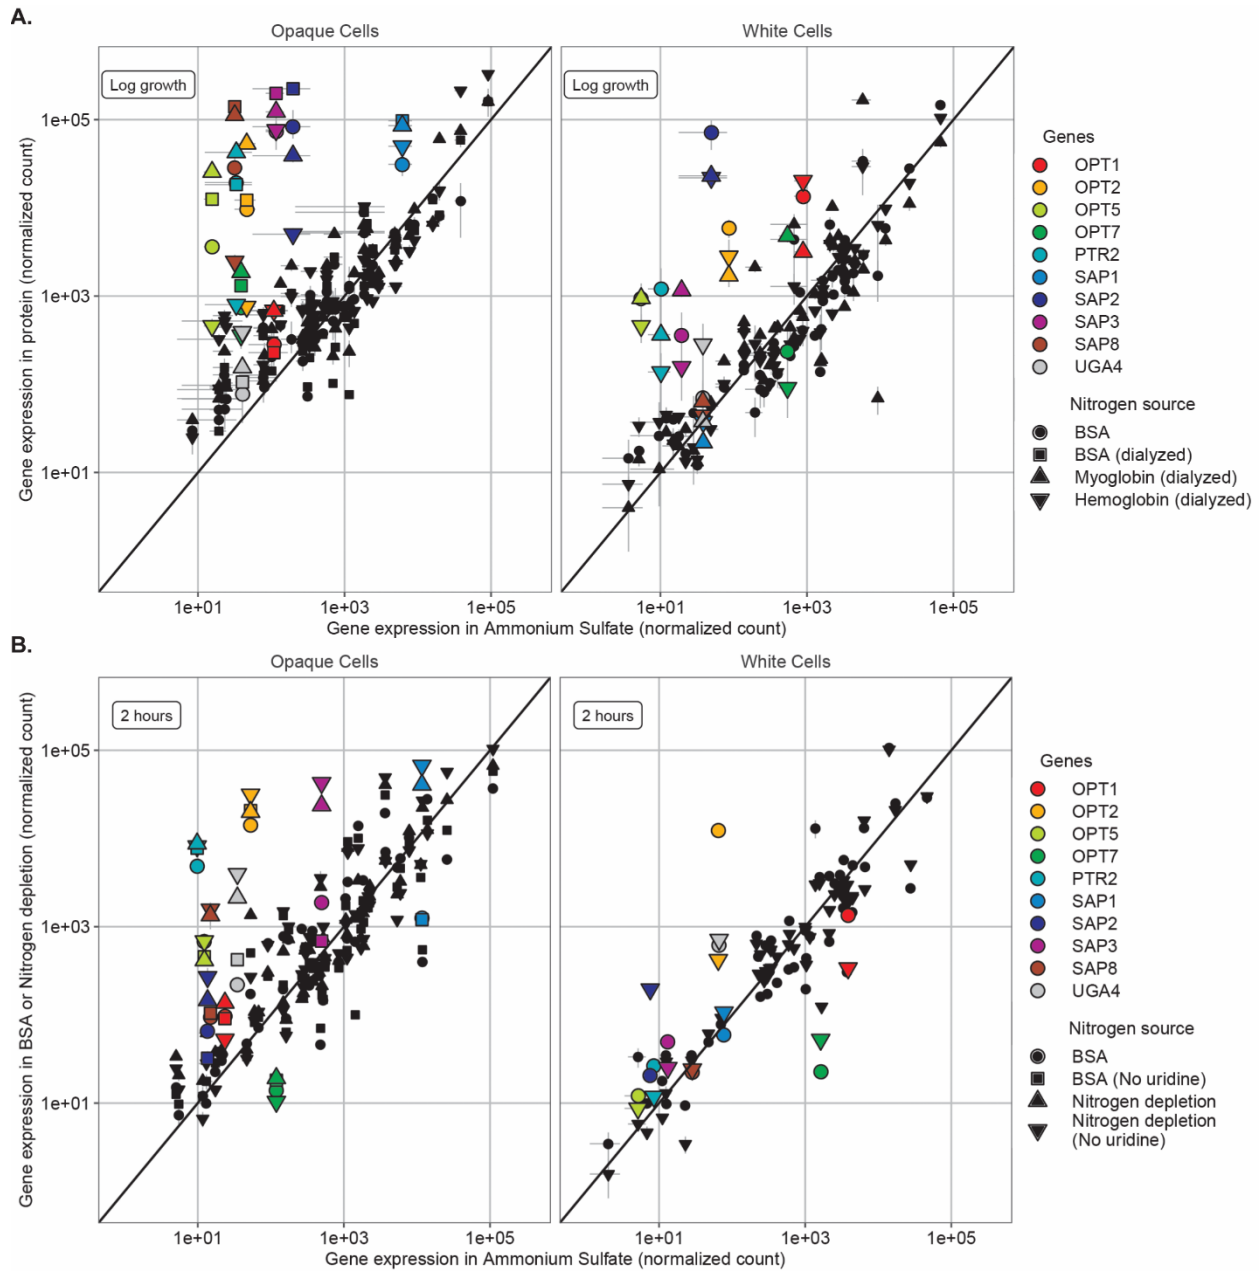 A.
Opaque Cells
White Cells
Log growth
Log growth
Gene expression in protein (normalized count)
1e+05
1e+03
1e+01
1e+01
1e+03
1e+05
1e+01
1e+03
1e+05
Gene expression in Ammonium Sulfate (normalized count)
Genes
OPT1
OPT2
OPT5
OPT7
PTR2
SAP1
SAP2
SAP3
SAP8
UGA4
Nitrogen source
BSA
BSA (dialyzed)
Myoglobin (dialyzed)
Hemoglobin (dialyzed)
B.
Opaque Cells
White Cells
2 hours
2 hours
Gene expression in BSA or Nitrogen depletion (normalized count)
1e+05
1e+03
1e+01
1e+01
1e+03
1e+05
1e+01
1e+03
1e+05
Gene expression in Ammonium Sulfate (normalized count)
Genes
OPT1
OPT2
OPT5
OPT7
PTR2
SAP1
SAP2
SAP3
SAP8
UGA4
Nitrogen source
BSA
BSA (No uridine)
Nitrogen depletion
Nitrogen depletion
(No uridine)